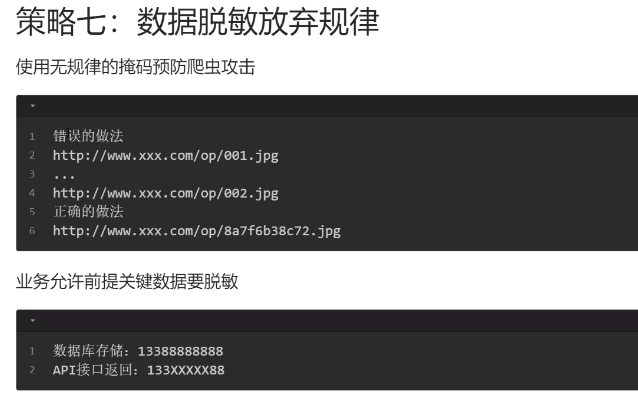 策略七：数据脱敏放弃规律
使用无规律的掩码预防爬虫攻击
1 错误的做法
2 http://www.xxx.com/op/001.jpg
3 ...
4 http://www.xxx.com/op/002.jpg
5 正确的做法
6 http://www.xxx.com/op/8a7f6b38c72.jpg
业务允许前提关键数据要脱敏
1 数据库存储：13388888888
2 API接口返回：133XXXXX88